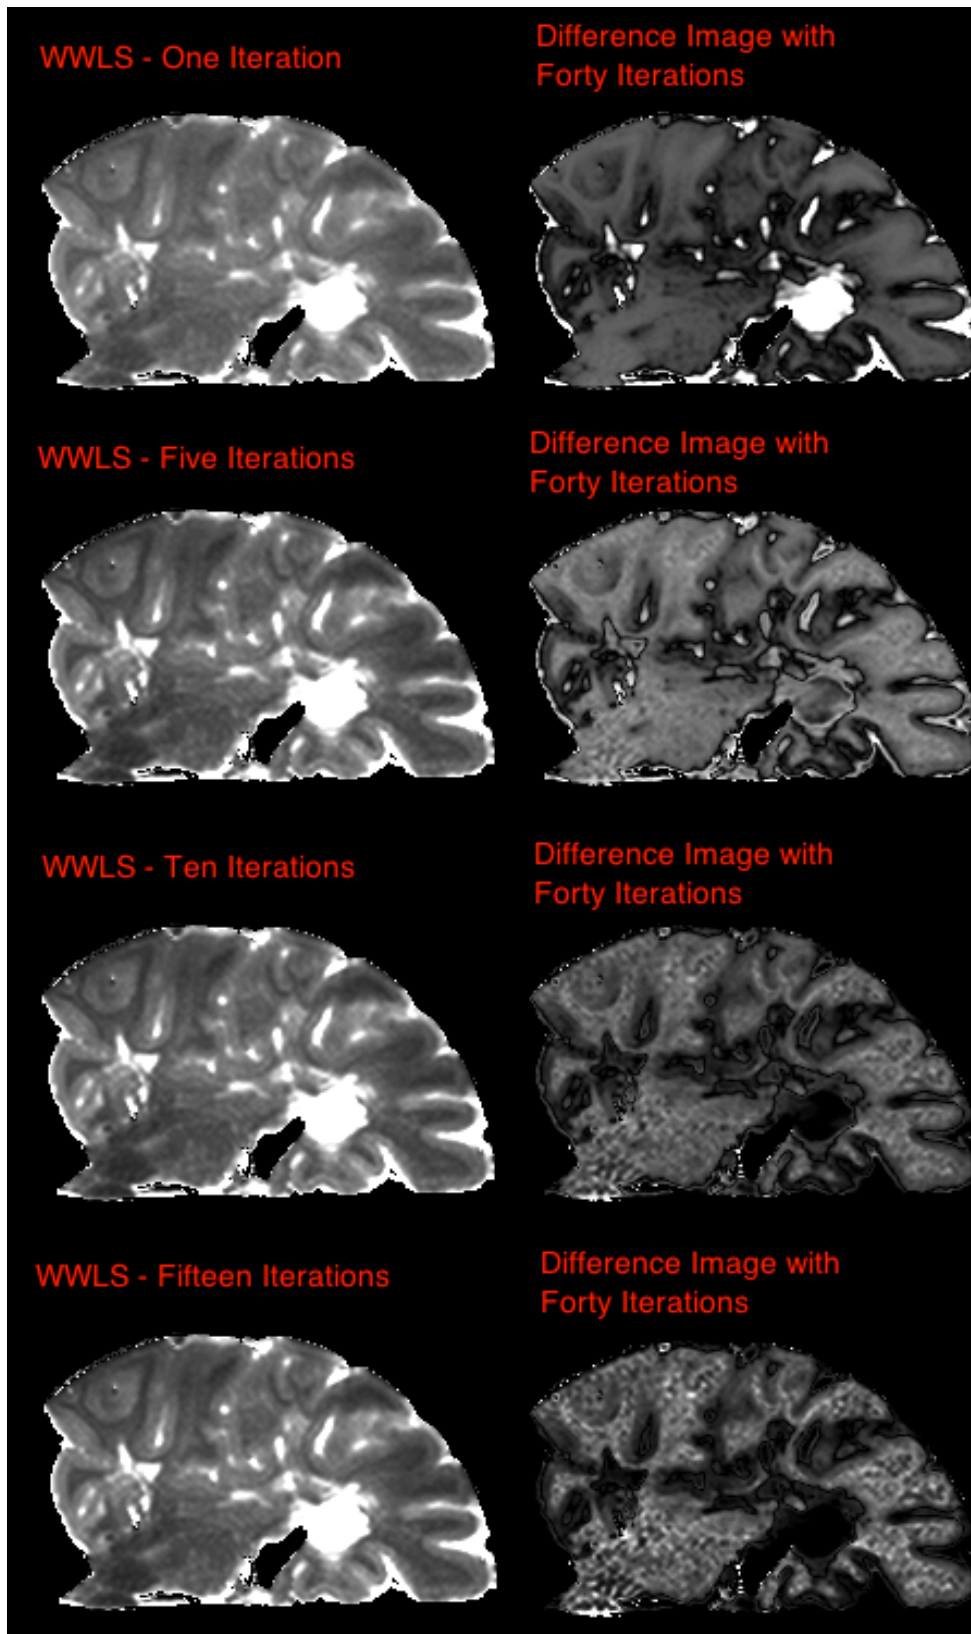 WWLS - One Iteration
Difference Image with
Forty Iterations
WWLS - Five Iterations
Difference Image with
Forty Iterations
WWLS - Ten Iterations
Difference Image with
Forty Iterations
WWLS - Fifteen Iterations
Difference Image with
Forty Iterations